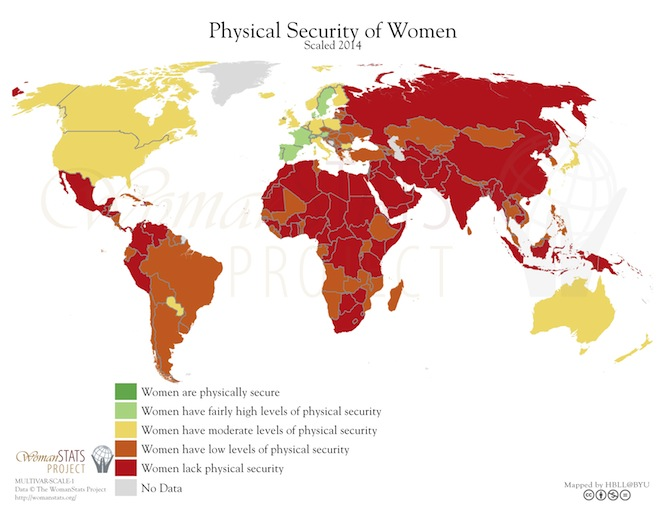 Physical Security of Women
Scaled 2014
WomanSTATS
PROJECT
Women are physically secure
Women have fairly high levels of physical security
Women have moderate levels of physical security
Women have low levels of physical security
Women lack physical security
No Data
WomanSTATS
PROJECT
MULTIVAR-SCALE-1
Data © The WomanStats Project
http://womanstats.org/
Mapped by HBLL@BYU